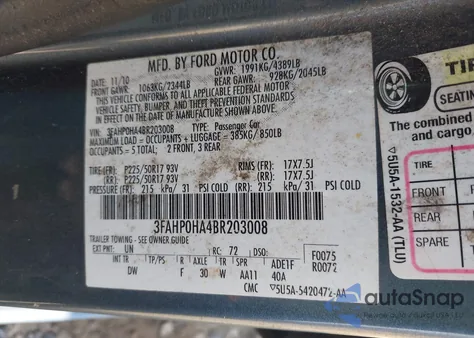 MFD. BY FORD MOTOR CO.
DATE: 11/10 GVWR: 1991KG/4389LB
FRONT GAWR: 1063KG/2344LB REAR GAWR: 928KG/2045LB
THIS VEHICLE CONFORMS TO ALL APPLICABLE FEDERAL MOTOR
VEHICLE SAFETY, BUMPER, AND THEFT PREVENTION STANDARDS IN
EFFECT ON THE DATE OF MANUFACTURE SHOWN ABOVE.
VEHICLE: 3FAHP0HA4BR203008 TYPE: Passenger Car
MAXIMUM LOAD = OCCUPANTS + LUGGAGE = 385KG/850LB
OCCUPANTS = 5 TOTAL: 2 FRONT, 3 REAR
TIRE (FR): P225/50R17 93V RIMS (FR): 17X7.5J
(RR): P225/50R17 93V (RR): 17X7.5J
PRESSURE (FR): 215 kPa/ 31 PSI COLD (RR): 215 kPa/ 31 PSI COLD
3FAHP0HA4BR203008
TRAILER TOWING - SEE OWNER GUIDE
EXT PNT: UN RC: 72 DSO: F0075
INT TR TP/PS R AXLE TR SPR ADE1F R0072
DW F 30 W AA11 40A
CMC ▽5U5A-5420472-AA
TIR
SEATIN
The combined
and cargo
TIRE
FRONT
REAR
SPARE
▽5U5A-1532-AA (TLU)
autoSnap